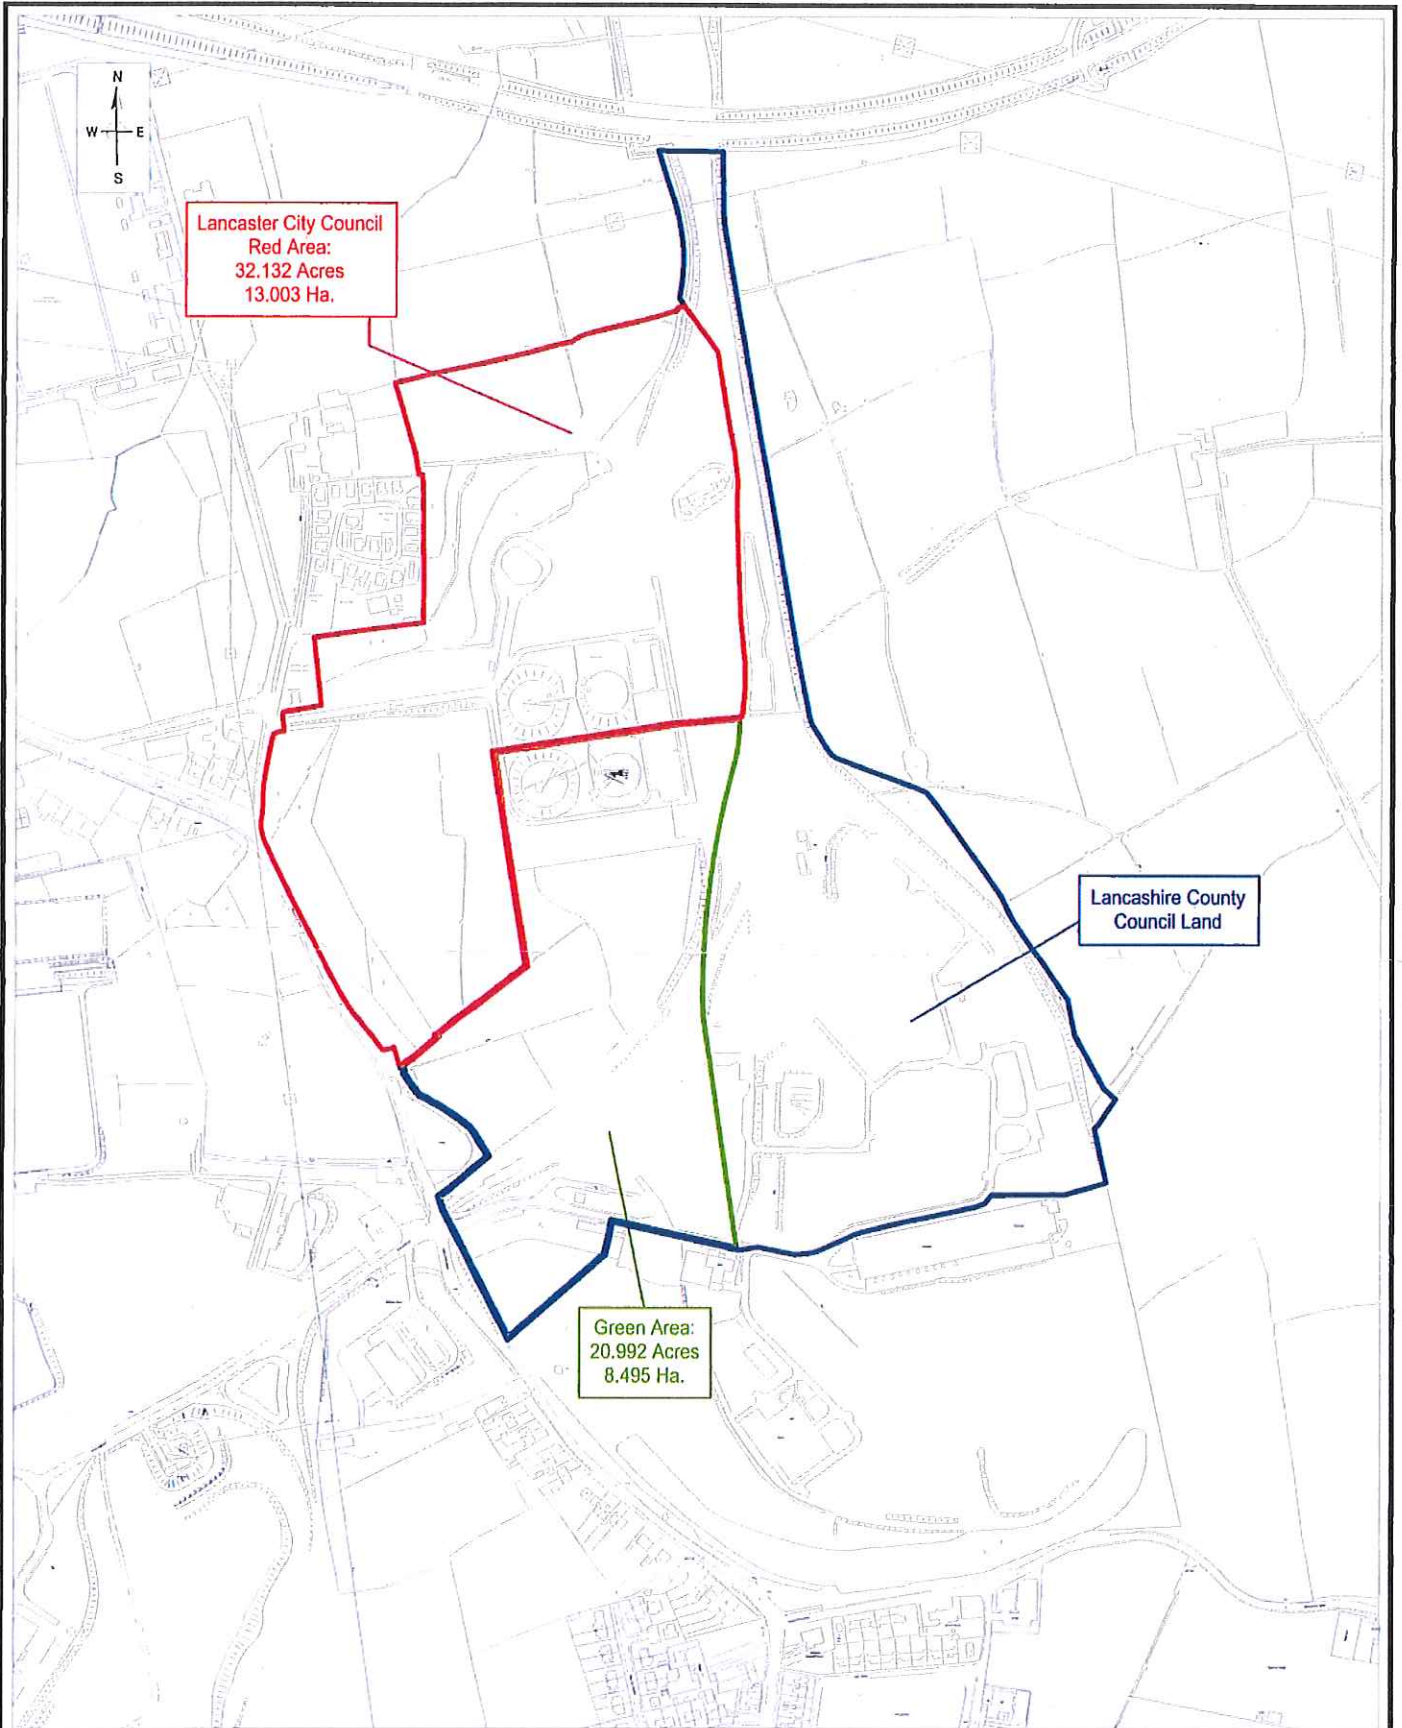 N
W E
S
Lancaster City Council
Red Area:
32.132 Acres
13.003 Ha.
Lancashire County
Council Land
Green Area:
20.992 Acres
8.495 Ha.